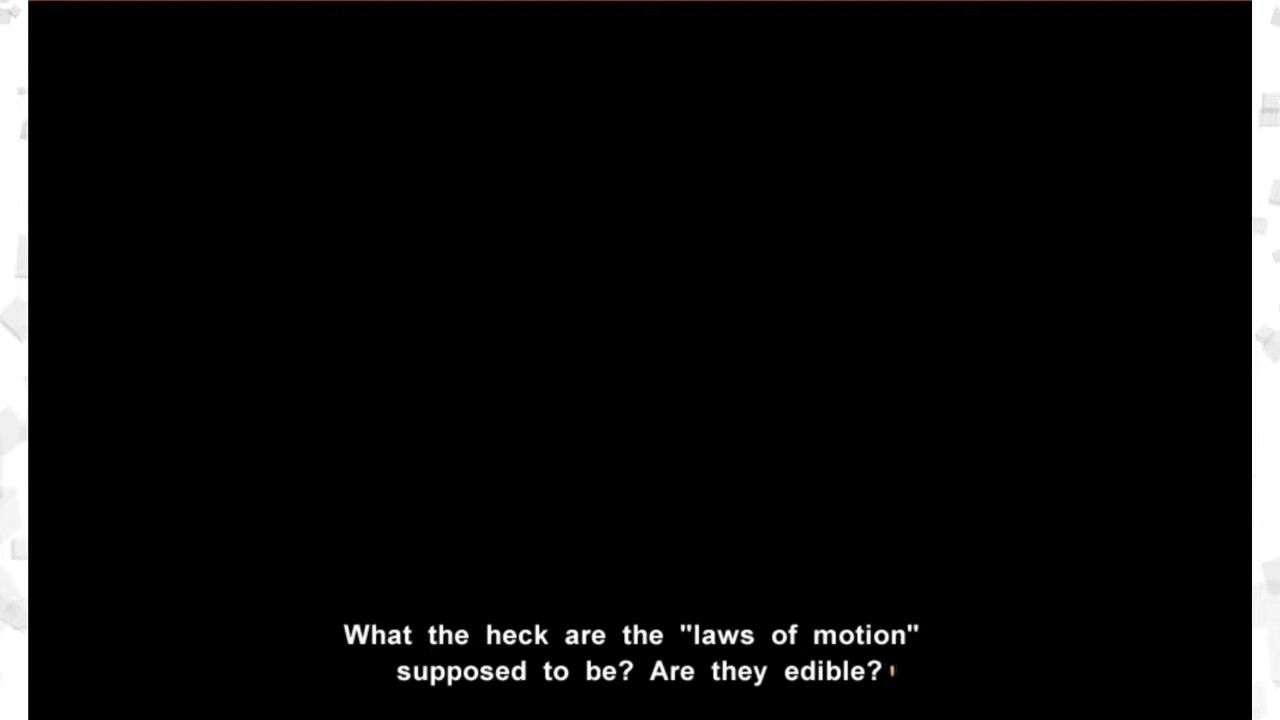 What the heck are the "laws of motion"
supposed to be? Are they edible?